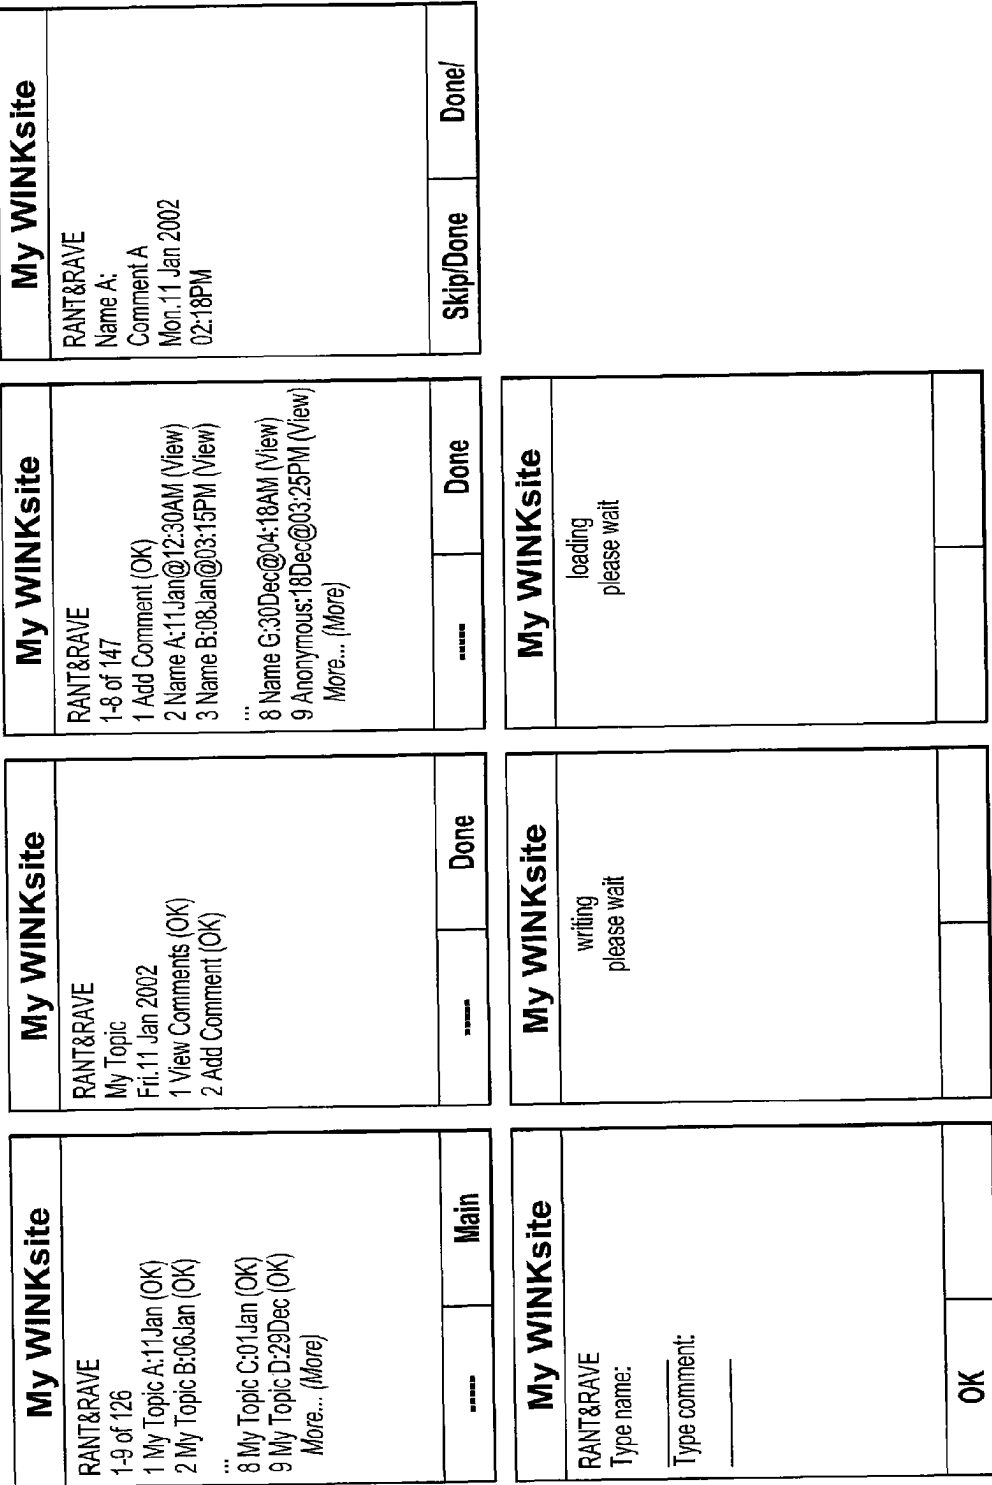 My WINKsite
RANT&RAVE
1-9 of 126
1 My Topic A:11Jan (OK)
2 My Topic B:06Jan (OK)
...
8 My Topic C:01Jan (OK)
9 My Topic D:29Dec (OK)
More... (More)
----- Main
My WINKsite
RANT&RAVE
My Topic
Fri.11 Jan 2002
1 View Comments (OK)
2 Add Comment (OK)
----- Done
My WINKsite
RANT&RAVE
1-8 of 147
1 Add Comment (OK)
2 Name A:11Jan@12:30AM (View)
3 Name B:08Jan@03:15PM (View)
...
8 Name G:30Dec@04:18AM (View)
9 Anonymous:18Dec@03:25PM (View)
More... (More)
----- Done
My WINKsite
RANT&RAVE
Name A:
Comment A
Mon.11 Jan 2002
02:18PM
Skip/Done Done/
My WINKsite
RANT&RAVE
Type name:
Type comment:
OK
My WINKsite
writing
please wait
My WINKsite
loading
please wait